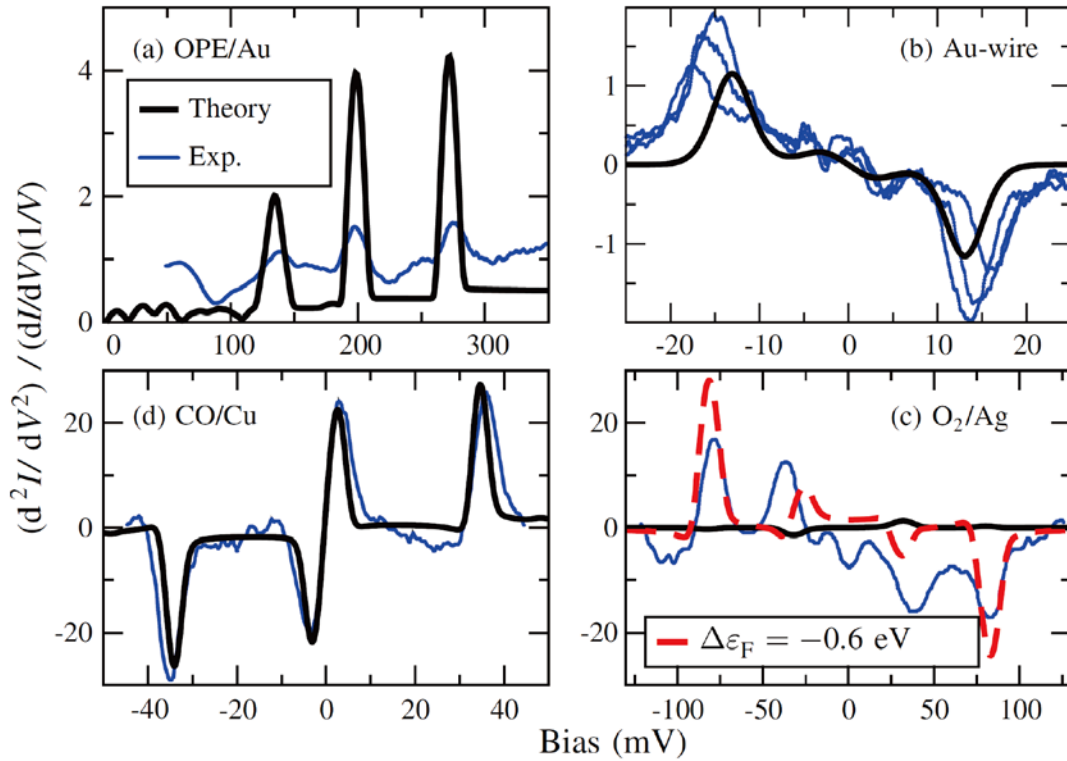 (d²I/dV²) / (dI/dV)(1/V)
(a) OPE/Au
Theory
Exp.
4
2
0
0 100 200 300
(b) Au-wire
1
0
-1
-20 -10 0 10 20
(d) CO/Cu
20
0
-20
-40 -20 0 20 40
(c) O₂/Ag
20
0
-20
Δε_F = −0.6 eV
-100 -50 0 50 100
Bias (mV)